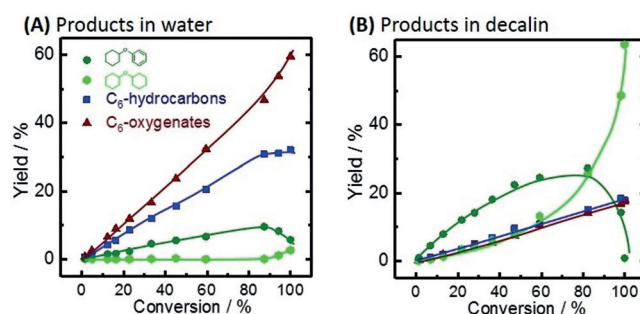 (A) Products in water
60
40
20
0
Yield / %
C₆-hydrocarbons
C₆-oxygenates
0 20 40 60 80 100
Conversion / %
(B) Products in decalin
60
40
20
0
Yield / %
0 20 40 60 80 100
Conversion / %